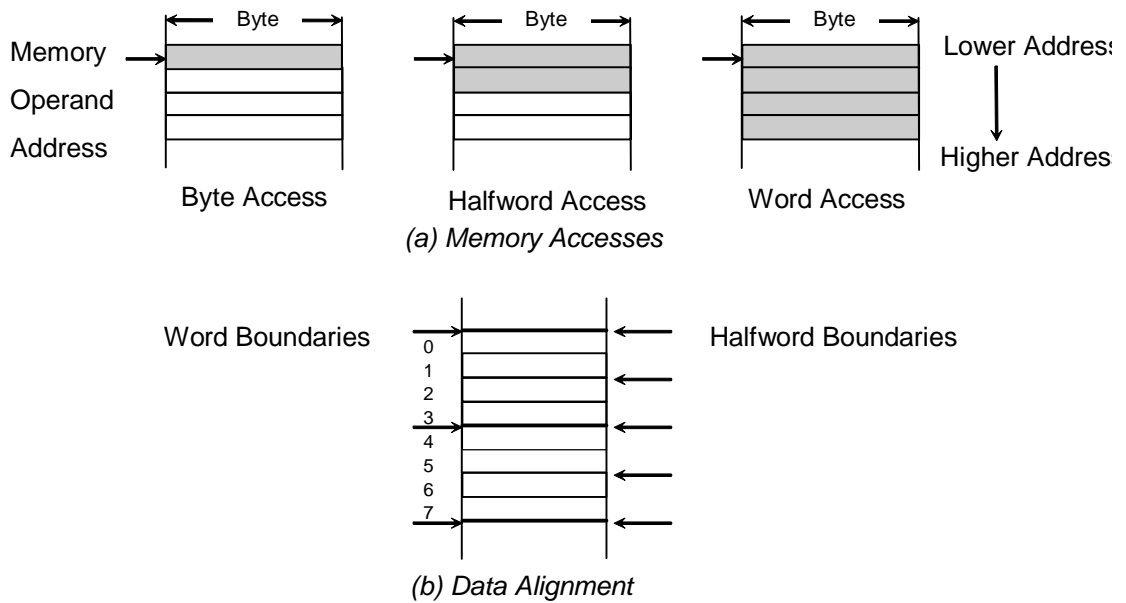 Byte
Byte
Byte
Memory
Operand
Address
Lower Address
Higher Address
Byte Access
Halfword Access
Word Access
(a) Memory Accesses
Word Boundaries
Halfword Boundaries
0
1
2
3
4
5
6
7
(b) Data Alignment